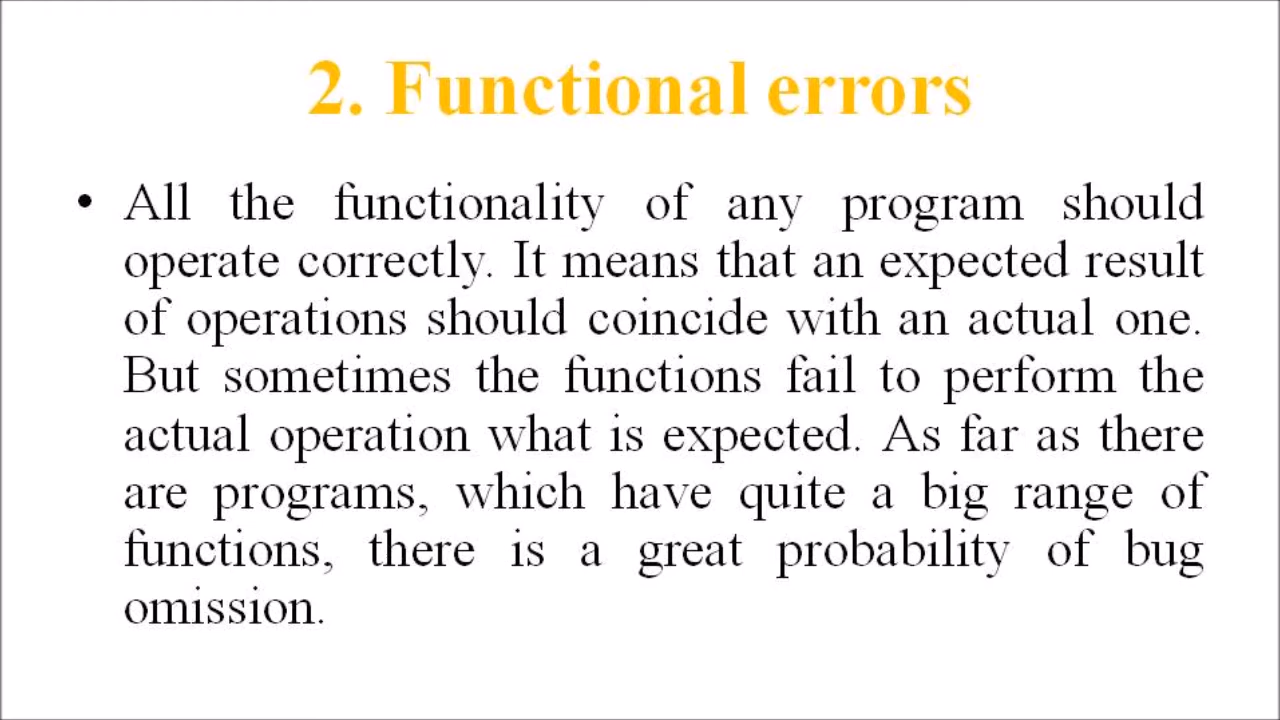 2. Functional errors
• All the functionality of any program should
operate correctly. It means that an expected result
of operations should coincide with an actual one.
But sometimes the functions fail to perform the
actual operation what is expected. As far as there
are programs, which have quite a big range of
functions, there is a great probability of bug
omission.